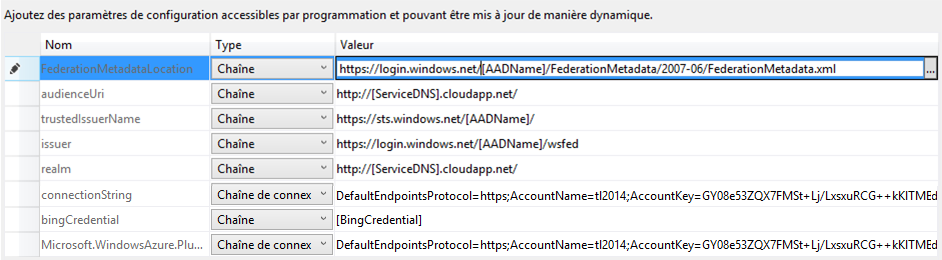 Ajoutez des paramètres de configuration accessibles par programmation et pouvant être mis à jour de manière dynamique.
Nom Type Valeur
FederationMetadataLocation Chaîne https://login.windows.net/[AADName]/FederationMetadata/2007-06/FederationMetadata.xml ...
audienceUri Chaîne http://[ServiceDNS].cloudapp.net/
trustedIssuerName Chaîne https://sts.windows.net/[AADName]/
issuer Chaîne https://login.windows.net/[AADName]/wsfed
realm Chaîne http://[ServiceDNS].cloudapp.net/
connectionString Chaîne de connex DefaultEndpointsProtocol=https;AccountName=tl2014;AccountKey=GY08e53ZQX7FMSt+Lj/LxsxuRCG++kKITMEd
bingCredential Chaîne [BingCredential]
Microsoft.WindowsAzure.Plu... Chaîne de connex DefaultEndpointsProtocol=https;AccountName=tl2014;AccountKey=GY08e53ZQX7FMSt+Lj/LxsxuRCG++kKITMEd